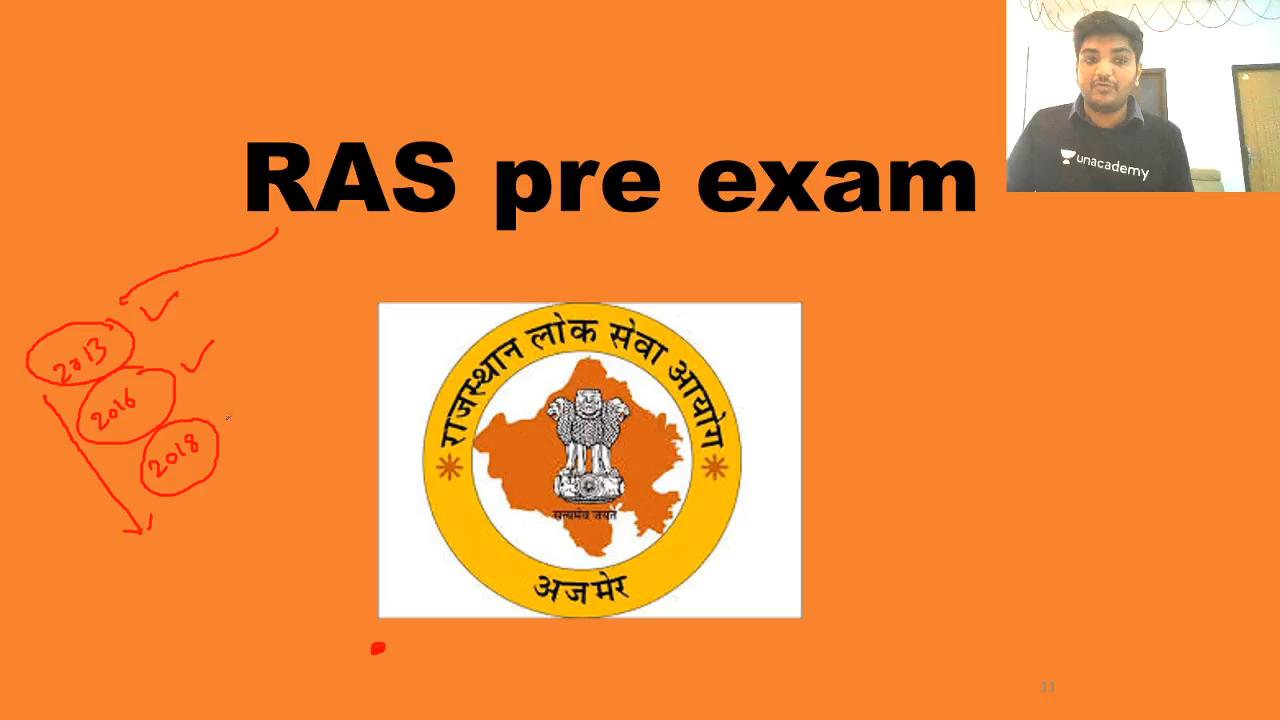 RAS pre exam
unacademy
2013
2016
2018
राजस्थान लोक सेवा आयोग
सत्यमेव जयते
अजमेर
11